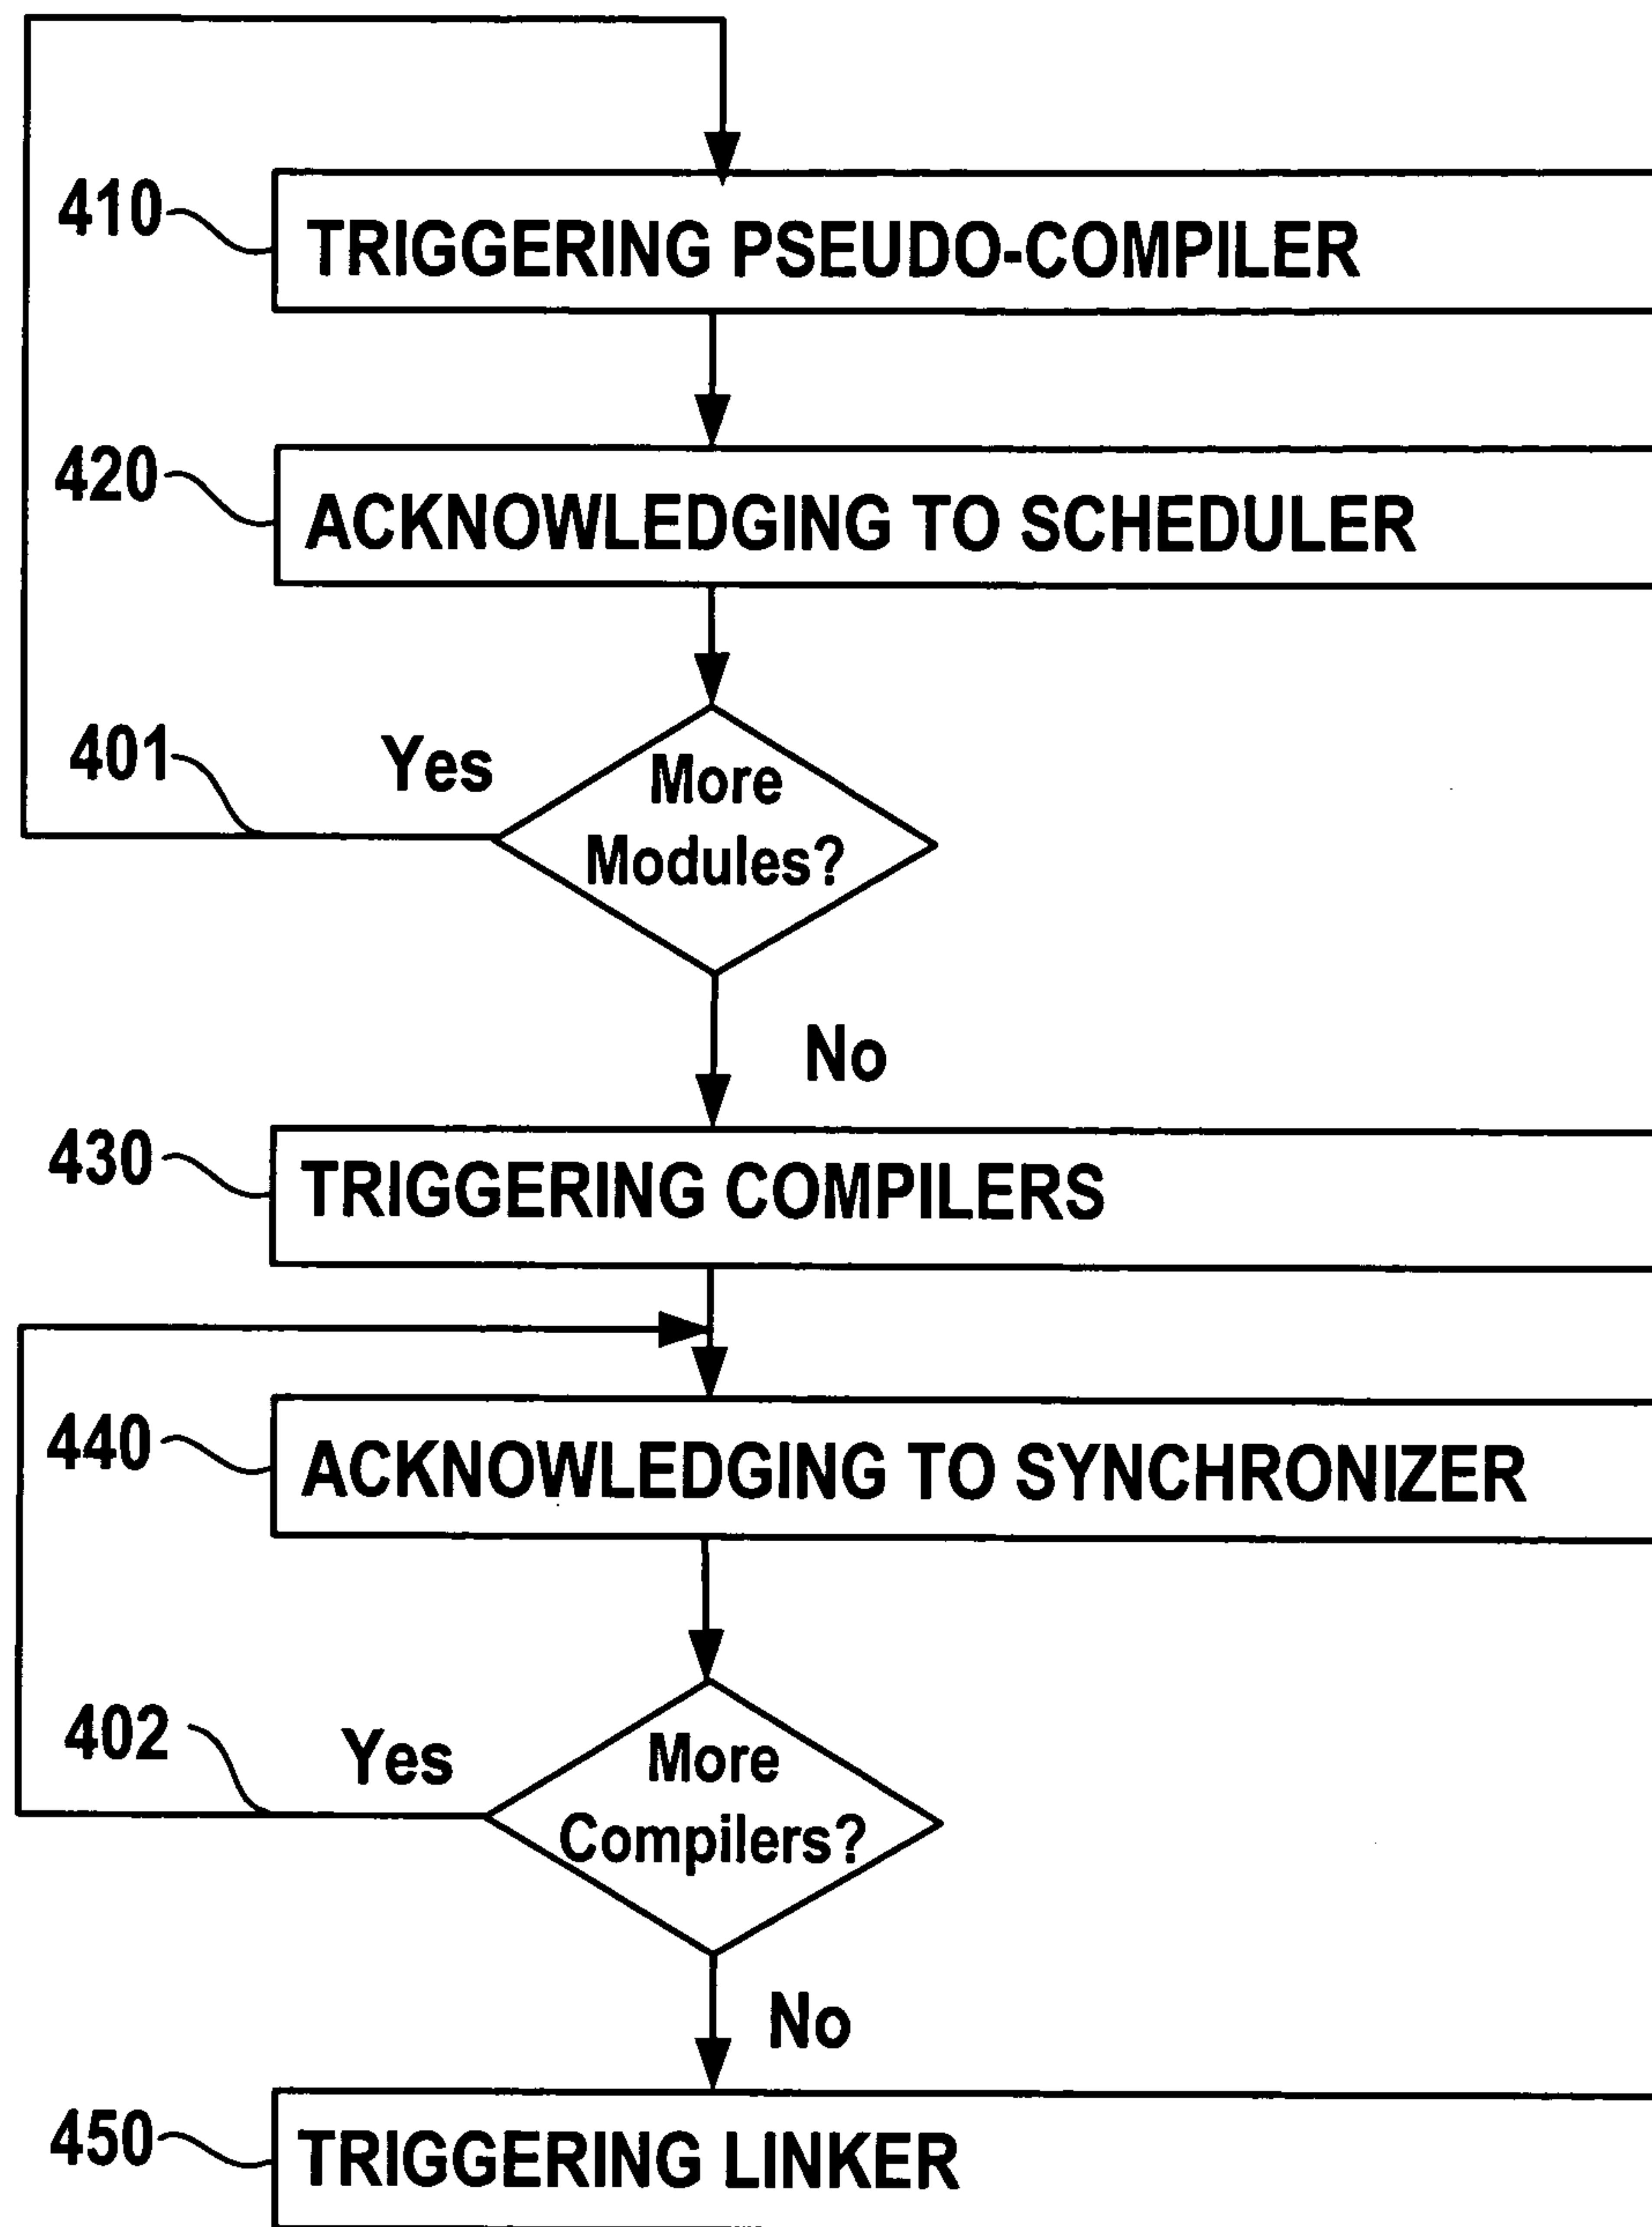 410
TRIGGERING PSEUDO-COMPILER
420
ACKNOWLEDGING TO SCHEDULER
401
Yes
More
Modules?
No
430
TRIGGERING COMPILERS
440
ACKNOWLEDGING TO SYNCHRONIZER
402
Yes
More
Compilers?
No
450
TRIGGERING LINKER